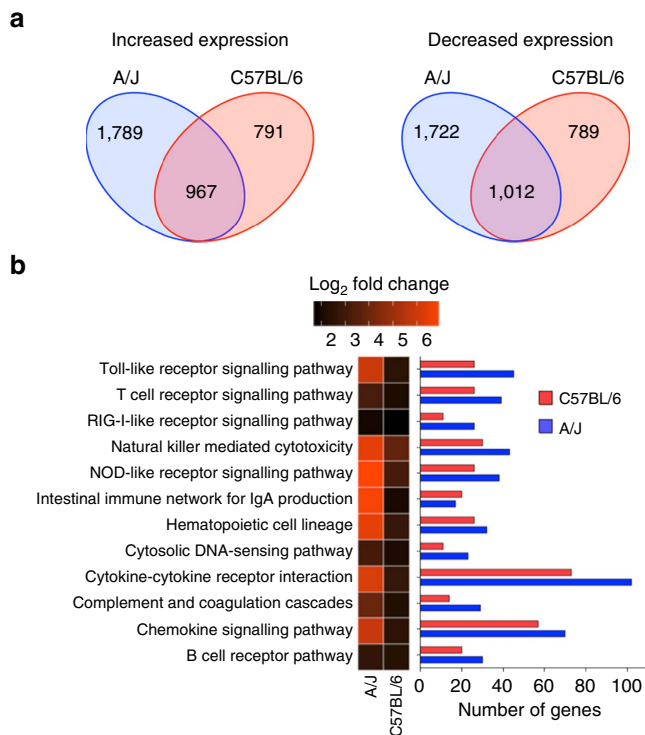 a
Increased expression
Decreased expression
A/J
C57BL/6
A/J
C57BL/6
1,789
791
967
1,722
789
1,012
b
Log2 fold change
2 3 4 5 6
Toll-like receptor signalling pathway
T cell receptor signalling pathway
RIG-I-like receptor signalling pathway
Natural killer mediated cytotoxicity
NOD-like receptor signalling pathway
Intestinal immune network for IgA production
Hematopoietic cell lineage
Cytosolic DNA-sensing pathway
Cytokine-cytokine receptor interaction
Complement and coagulation cascades
Chemokine signalling pathway
B cell receptor pathway
A/J
C57BL/6
C57BL/6
A/J
0 20 40 60 80 100
Number of genes